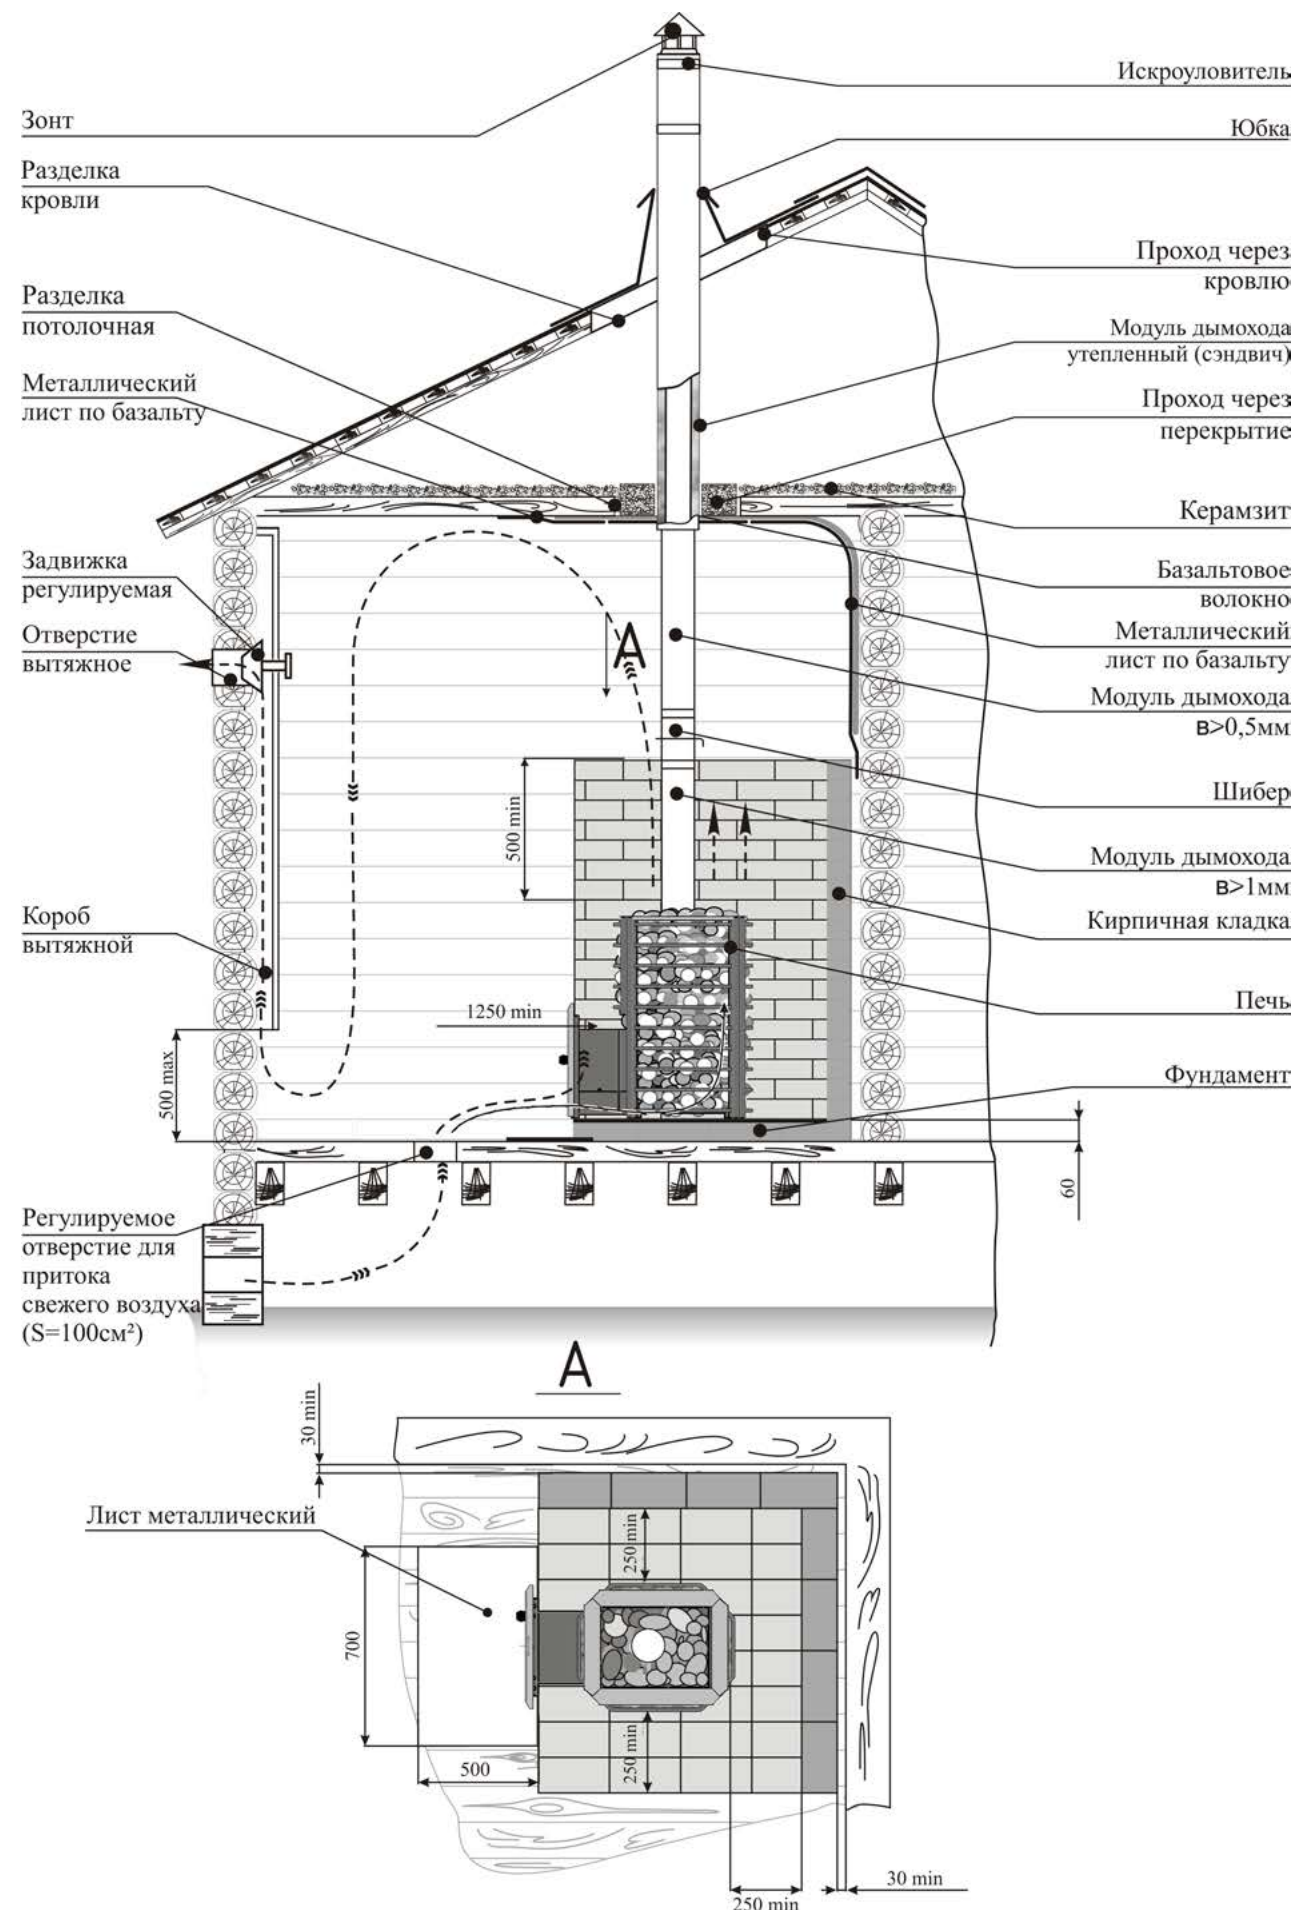 Зонт
Разделка
кровли
Разделка
потолочная
Металлический
лист по базальту
Задвижка
регулируемая
Отверстие
вытяжное
Короб
вытяжной
Регулируемое
отверстие для
притока
свежего воздуха
(S=100см²)
Искроуловитель
Юбка
Проход через
кровлю
Модуль дымохода
утепленный (сэндвич)
Проход через
перекрытие
Керамзит
Базальтовое
волокно
Металлический
лист по базальту
Модуль дымохода
в>0,5мм
Шибер
Модуль дымохода
в>1мм
Кирпичная кладка
Печь
Фундамент
А
500 min
1250 min
500 max
60
А
30 min
Лист металлический
250 min
700
500
250 min
30 min
250 min